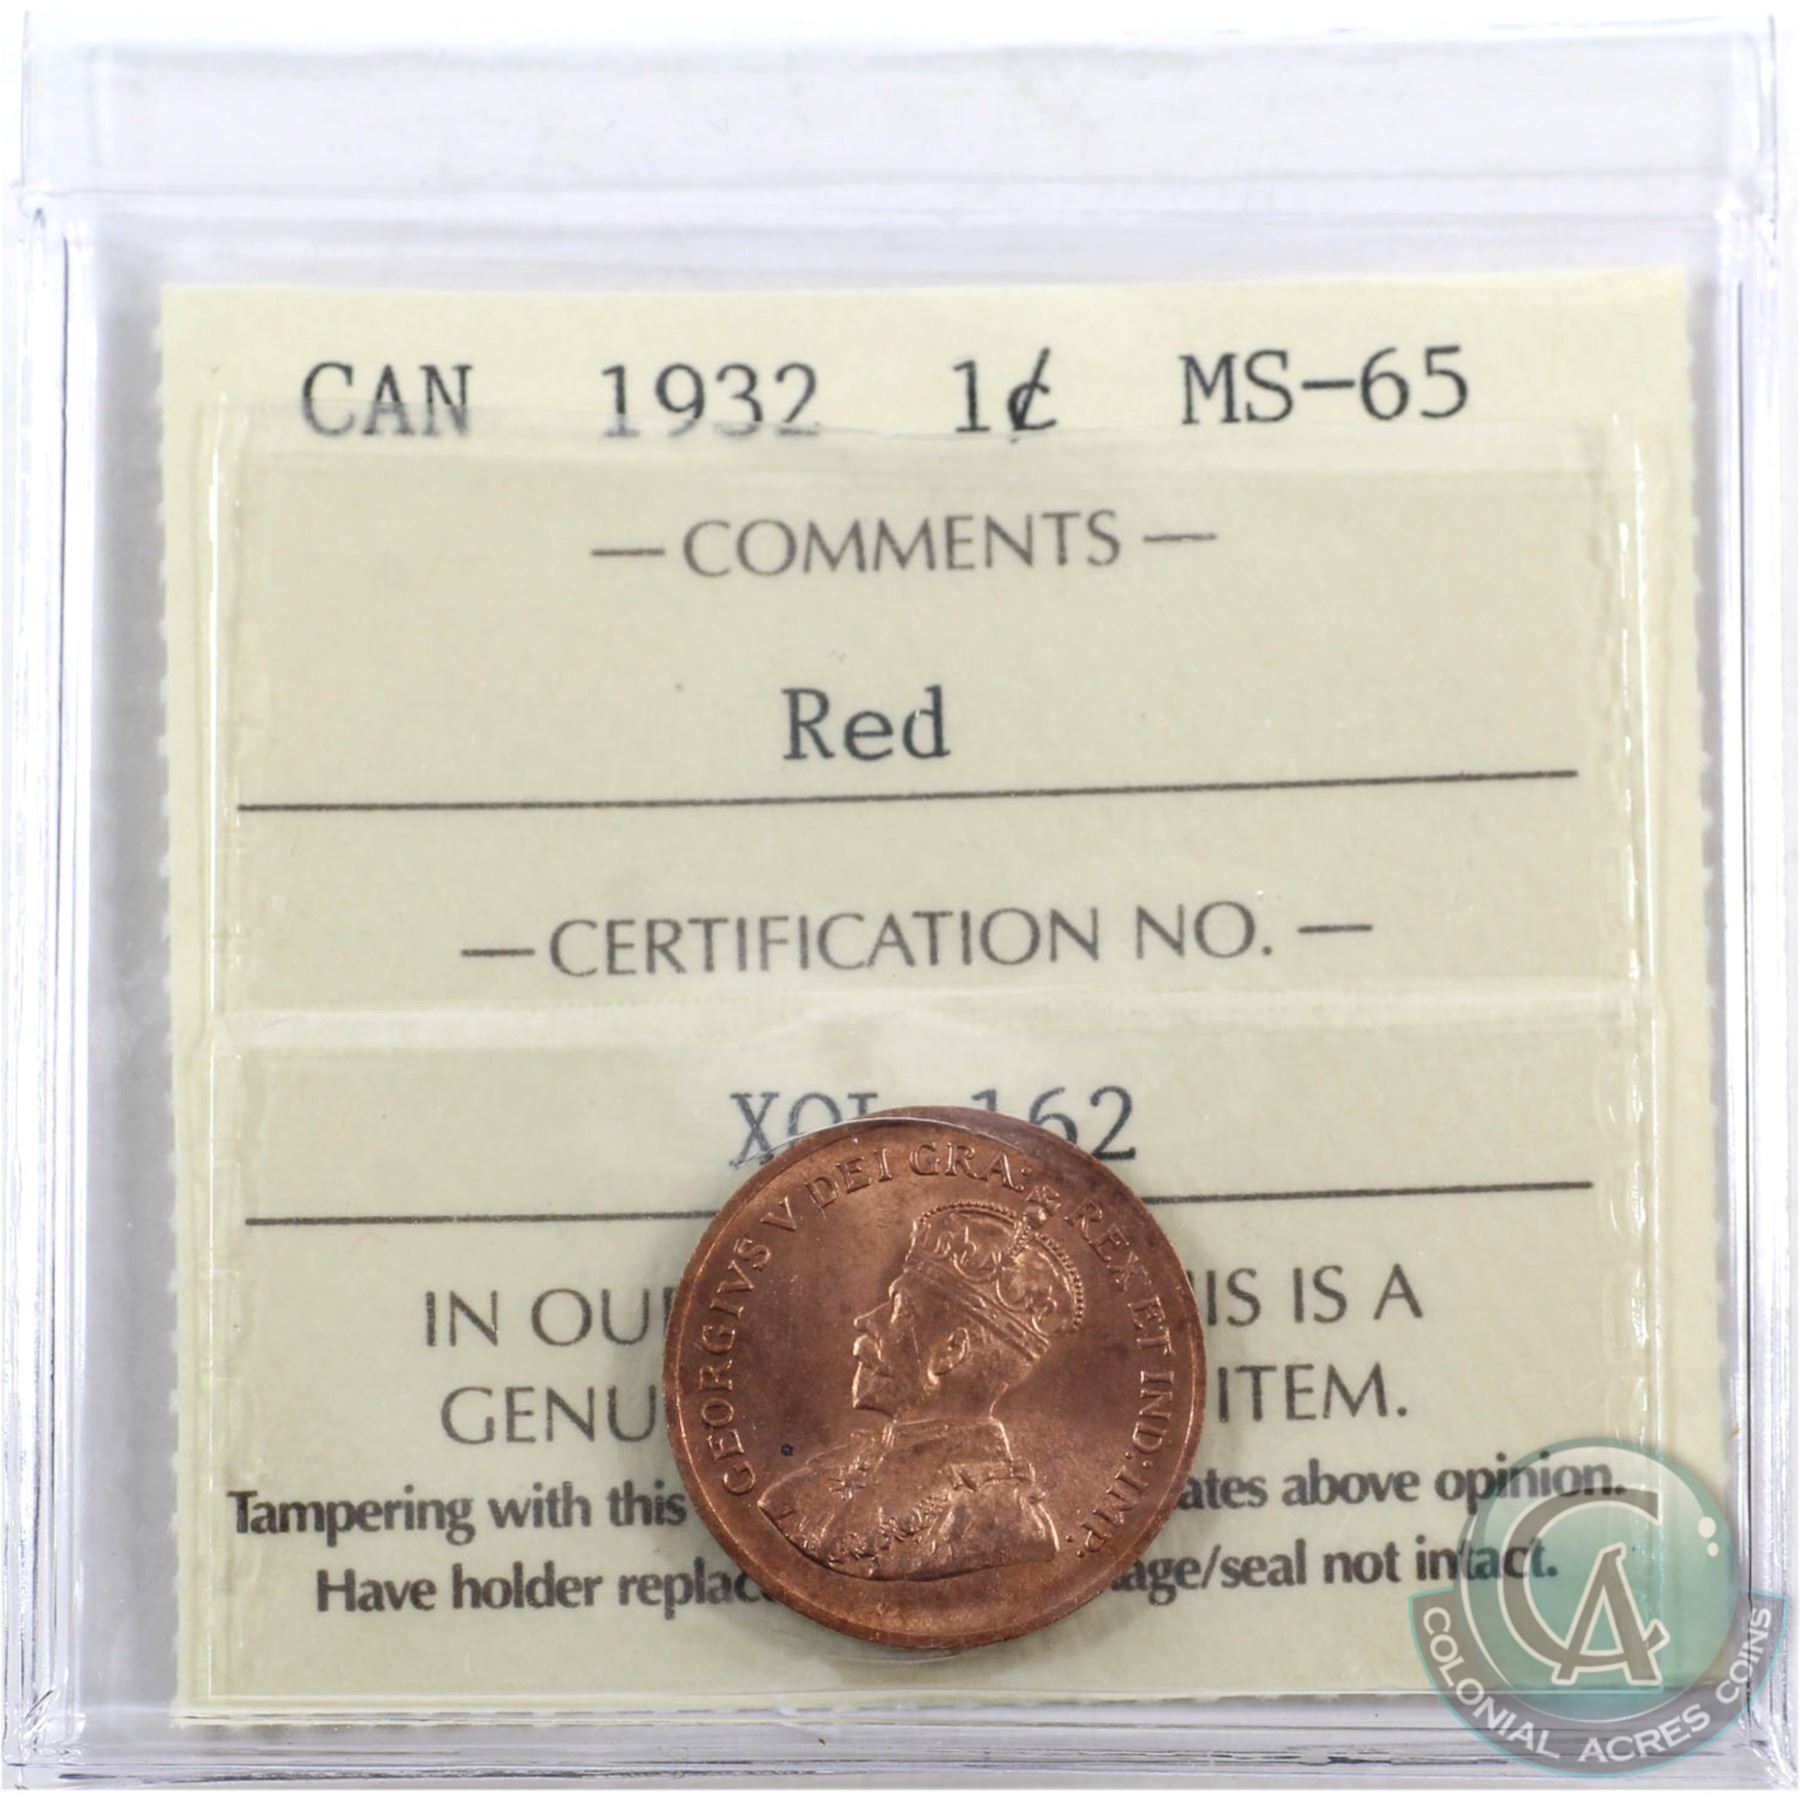 CAN 1932 1¢ MS-65
— COMMENTS —
Red
— CERTIFICATION NO. —
162
IN OU IS IS A
GENU ITEM.
Tampering with this ates above opinion.
Have holder replac age/seal not intact.
GEORGIVS V DEI GRA: REX ET IND: IMP:
CA
COLONIAL ACRES COINS